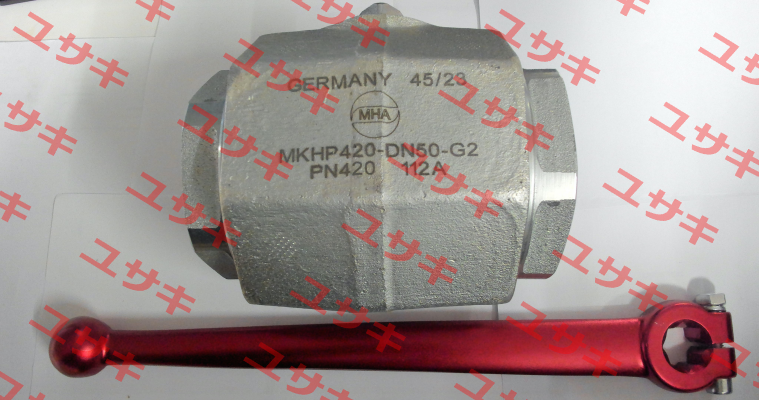 GERMANY 45/23
MHA
MKHP420-DN50-G2
PN420 112A
ユサキ